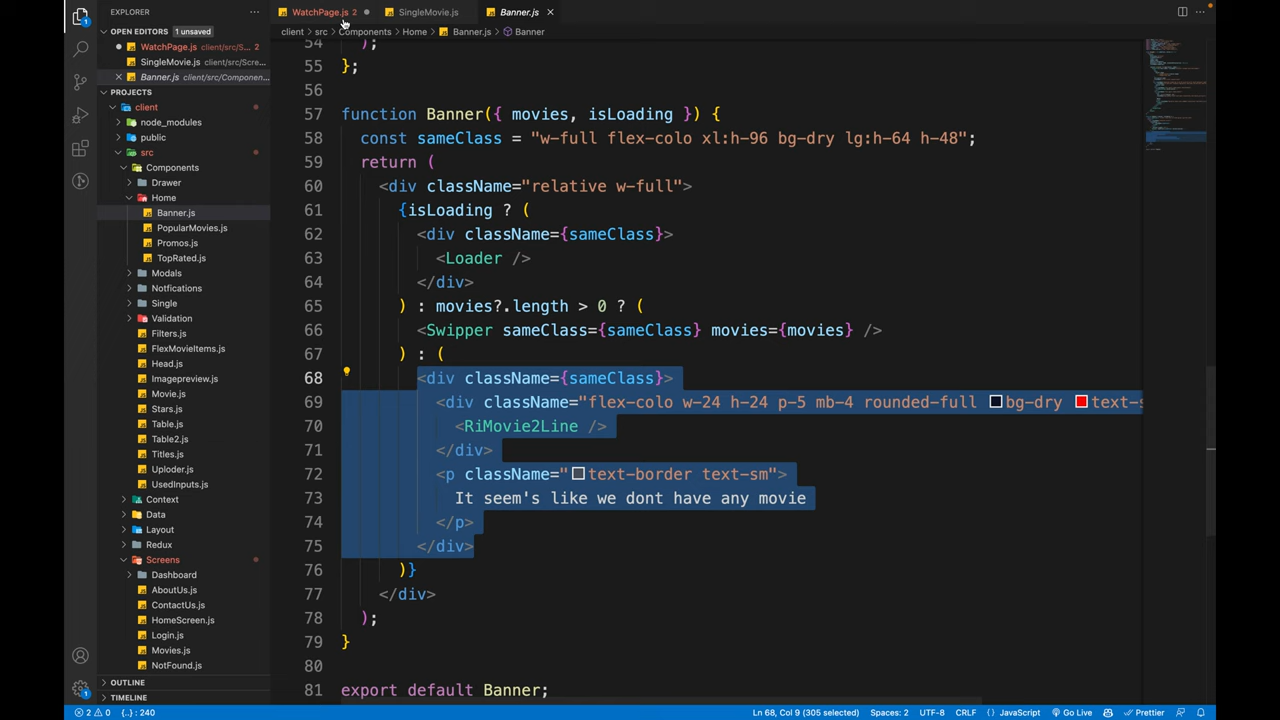 EXPLORER ···
WatchPage.js 2 SingleMovie.js Banner.js
client > src > Components > Home > Banner.js > Banner
OPEN EDITORS 1 unsaved
WatchPage.js client/src/S... 2
SingleMovie.js client/src/Scre...
Banner.js client/src/Componen...
PROJECTS
client
node_modules
public
src
Components
Drawer
Home
Banner.js
PopularMovies.js
Promos.js
TopRated.js
Modals
Notfications
Single
Validation
Filters.js
FlexMovieItems.js
Head.js
Imagepreview.js
Movie.js
Stars.js
Table.js
Table2.js
Titles.js
Uploder.js
UsedInputs.js
Context
Data
Layout
Redux
Screens
Dashboard
AboutUs.js
ContactUs.js
HomeScreen.js
Login.js
Movies.js
NotFound.js
OUTLINE
TIMELINE
54 );
55 };
56
57 function Banner({ movies, isLoading }) {
58 const sameClass = "w-full flex-colo xl:h-96 bg-dry lg:h-64 h-48";
59 return (
60 <div className="relative w-full">
61 {isLoading ? (
62 <div className={sameClass}>
63 <Loader />
64 </div>
65 ) : movies?.length > 0 ? (
66 <Swipper sameClass={sameClass} movies={movies} />
67 ) : (
68 <div className={sameClass}>
69 <div className="flex-colo w-24 h-24 p-5 mb-4 rounded-full bg-dry text-s
70 <RiMovie2Line />
71 </div>
72 <p className="text-border text-sm">
73 It seem's like we dont have any movie
74 </p>
75 </div>
76 )}
77 </div>
78 );
79 }
80
81 export default Banner;
2 0 {..} : 240 Ln 68, Col 9 (305 selected) Spaces: 2 UTF-8 CRLF JavaScript Go Live Prettier